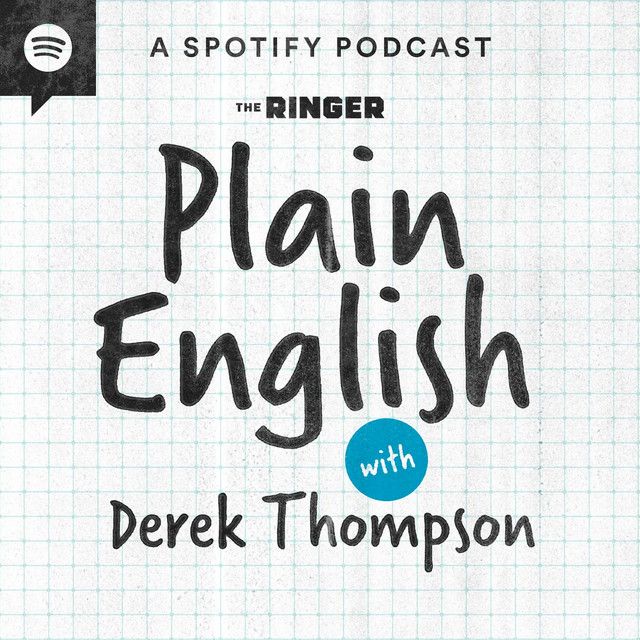 A SPOTIFY PODCAST
THE RINGER
Plain
English
with
Derek Thompson